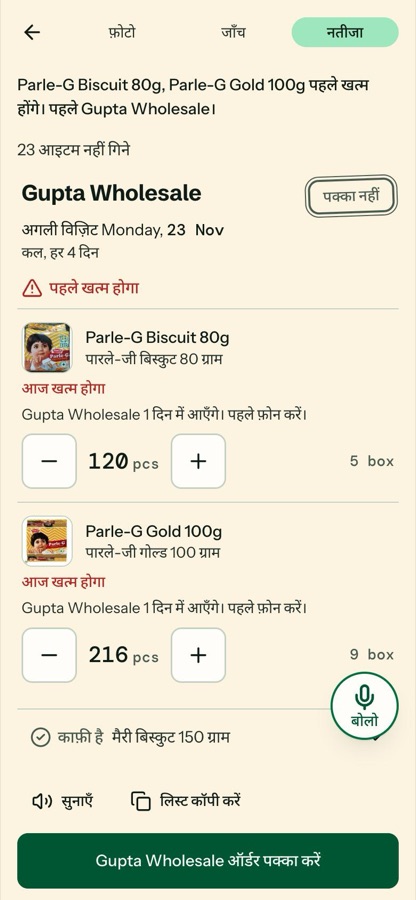 फ़ोटो जाँच नतीजा
Parle-G Biscuit 80g, Parle-G Gold 100g पहले खत्म
होंगे। पहले Gupta Wholesale।
23 आइटम नहीं गिने
Gupta Wholesale
पक्का नहीं
अगली विज़िट Monday, 23 Nov
कल, हर 4 दिन
पहले खत्म होगा
Parle-G Biscuit 80g
पारले-जी बिस्कुट 80 ग्राम
आज खत्म होगा
Gupta Wholesale 1 दिन में आएँगे। पहले फ़ोन करें।
− 120 pcs + 5 box
Parle-G Gold 100g
पारले-जी गोल्ड 100 ग्राम
आज खत्म होगा
Gupta Wholesale 1 दिन में आएँगे। पहले फ़ोन करें।
− 216 pcs + 9 box
बोलो
काफ़ी है मैरी बिस्कुट 150 ग्राम
सुनाएँ लिस्ट कॉपी करें
Gupta Wholesale ऑर्डर पक्का करें